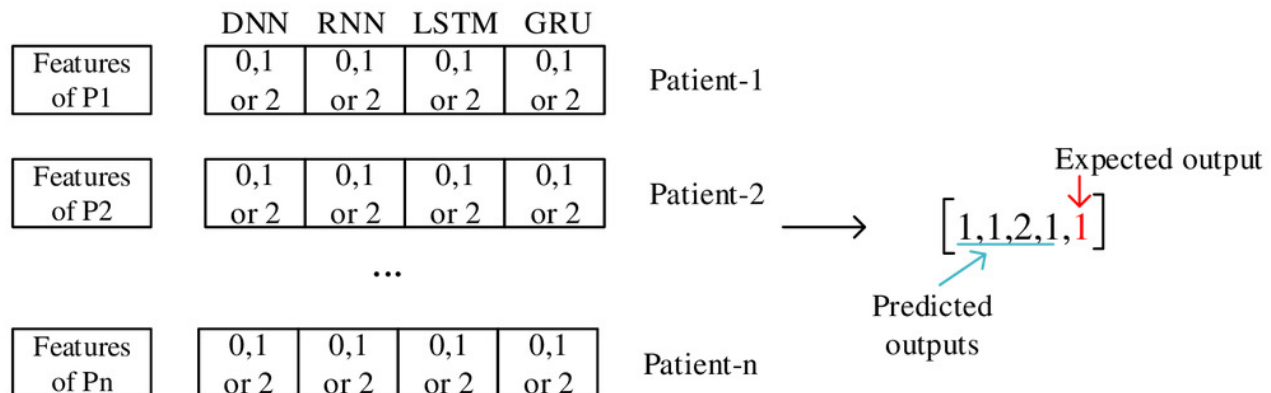 DNN RNN LSTM GRU
Features 0,1 0,1 0,1 0,1
of P1 or 2 or 2 or 2 or 2 Patient-1
Features 0,1 0,1 0,1 0,1
of P2 or 2 or 2 or 2 or 2 Patient-2
Expected output
[1,1,2,1,1]
...
Predicted
outputs
Features 0,1 0,1 0,1 0,1
of Pn or 2 or 2 or 2 or 2 Patient-n